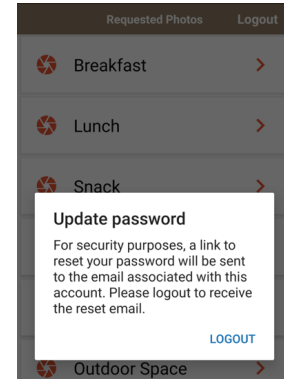 Requested Photos Logout
Breakfast
Lunch
Snack
Update password
For security purposes, a link to
reset your password will be sent
to the email associated with this
account. Please logout to receive
the reset email.
LOGOUT
Outdoor Space